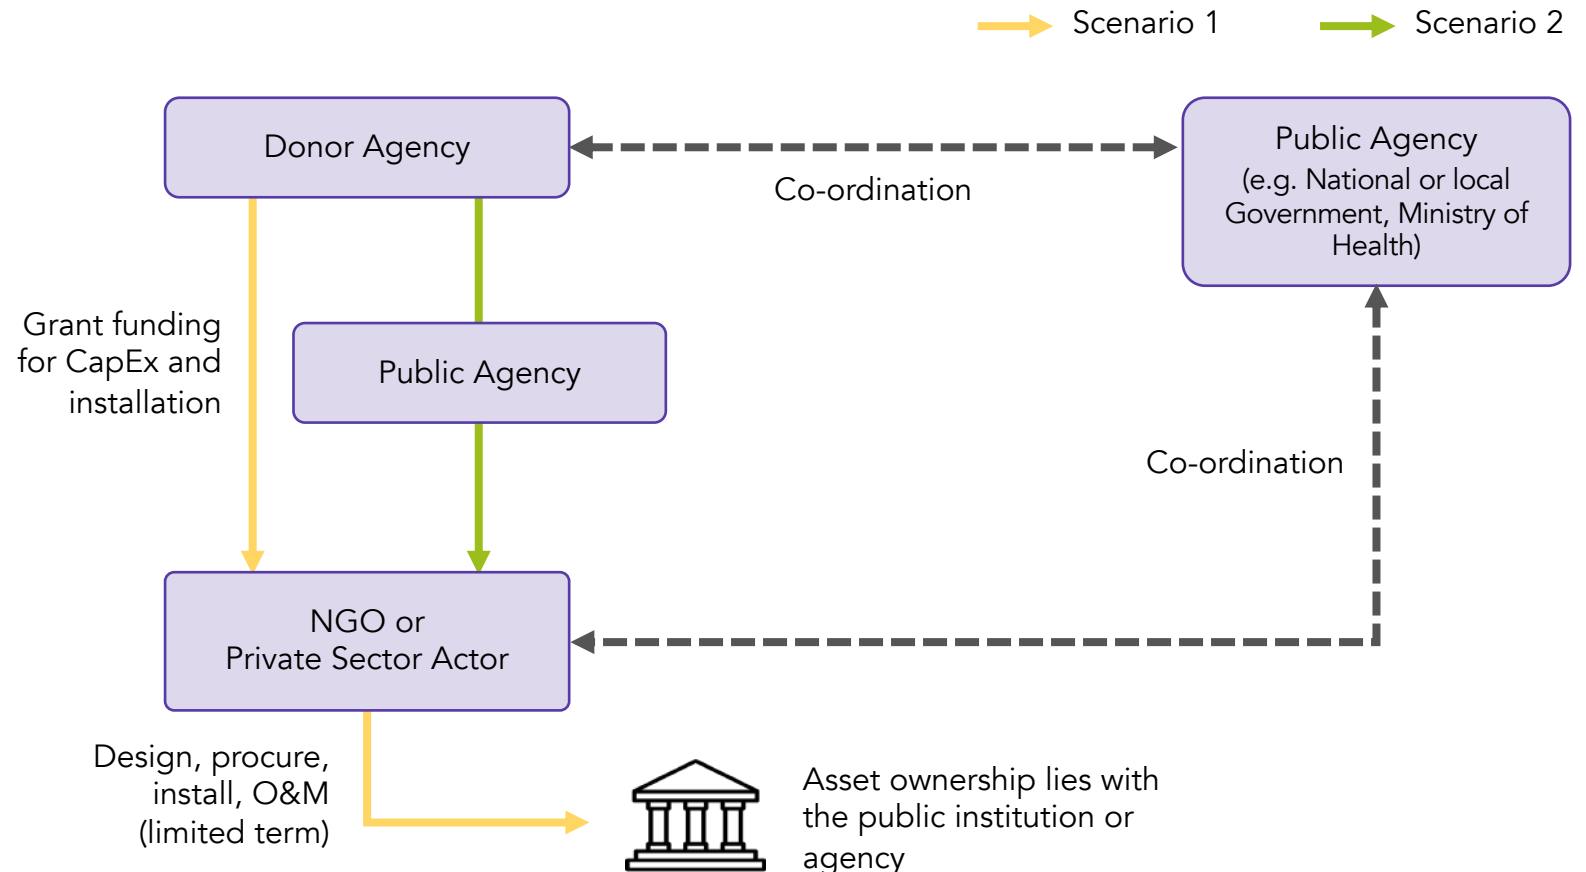 Scenario 1
Scenario 2
Donor Agency
Co-ordination
Public Agency
(e.g. National or local
Government, Ministry of
Health)
Grant funding
for CapEx and
installation
Public Agency
Co-ordination
NGO or
Private Sector Actor
Design, procure,
install, O&M
(limited term)
Asset ownership lies with
the public institution or
agency